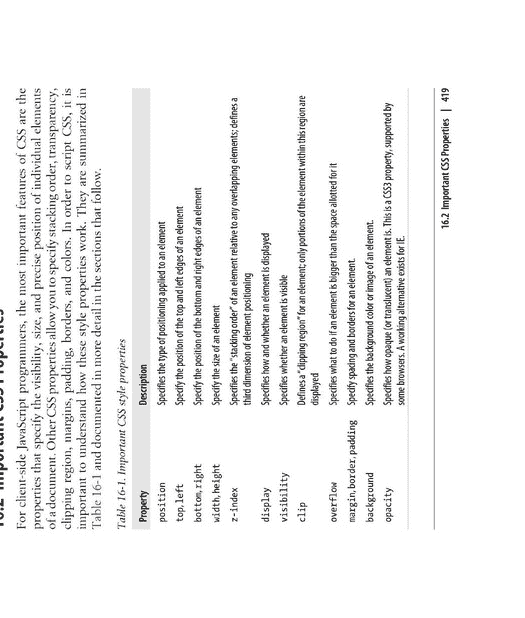 16.2 Important CSS Properties
For client-side JavaScript programmers, the most important features of CSS are the
properties that specify the visibility, size, and precise position of individual elements
of a document. Other CSS properties allow you to specify stacking order, transparency,
clipping region, margins, padding, borders, and colors. In order to script CSS, it is
important to understand how these style properties work. They are summarized in
Table 16-1 and documented in more detail in the sections that follow.
Table 16-1. Important CSS style properties
Property Description
position Specifies the type of positioning applied to an element
top, left Specify the position of the top and left edges of an element
bottom, right Specify the position of the bottom and right edges of an element
width, height Specify the size of an element
z-index Specifies the "stacking order" of an element relative to any overlapping elements; defines a
third dimension of element positioning
display Specifies how and whether an element is displayed
visibility Specifies whether an element is visible
clip Defines a "clipping region" for an element; only portions of the element within this region are
displayed
overflow Specifies what to do if an element is bigger than the space allotted for it
margin, border, padding Specify spacing and borders for an element.
background Specifies the background color or image of an element.
opacity Specifies how opaque (or translucent) an element is. This is a CSS3 property, supported by
some browsers. A working alternative exists for IE.
16.2 Important CSS Properties | 419